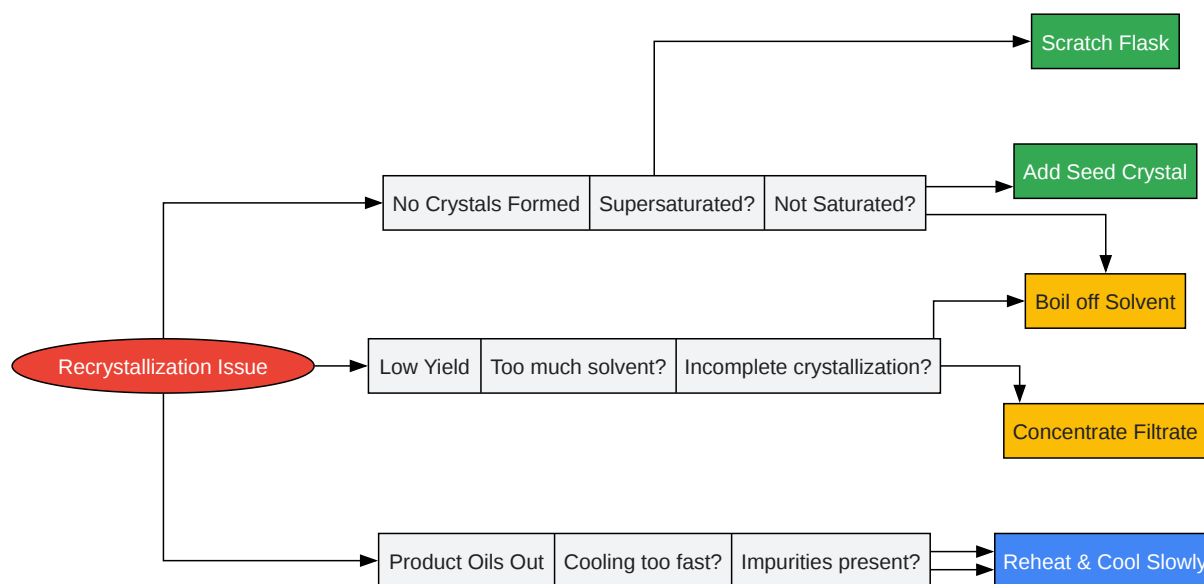 Scratch Flask
Add Seed Crystal
No Crystals Formed
Supersaturated?
Not Saturated?
Boil off Solvent
Recrystallization Issue
Low Yield
Too much solvent?
Incomplete crystallization?
Concentrate Filtrate
Product Oils Out
Cooling too fast?
Impurities present?
Reheat & Cool Slowly